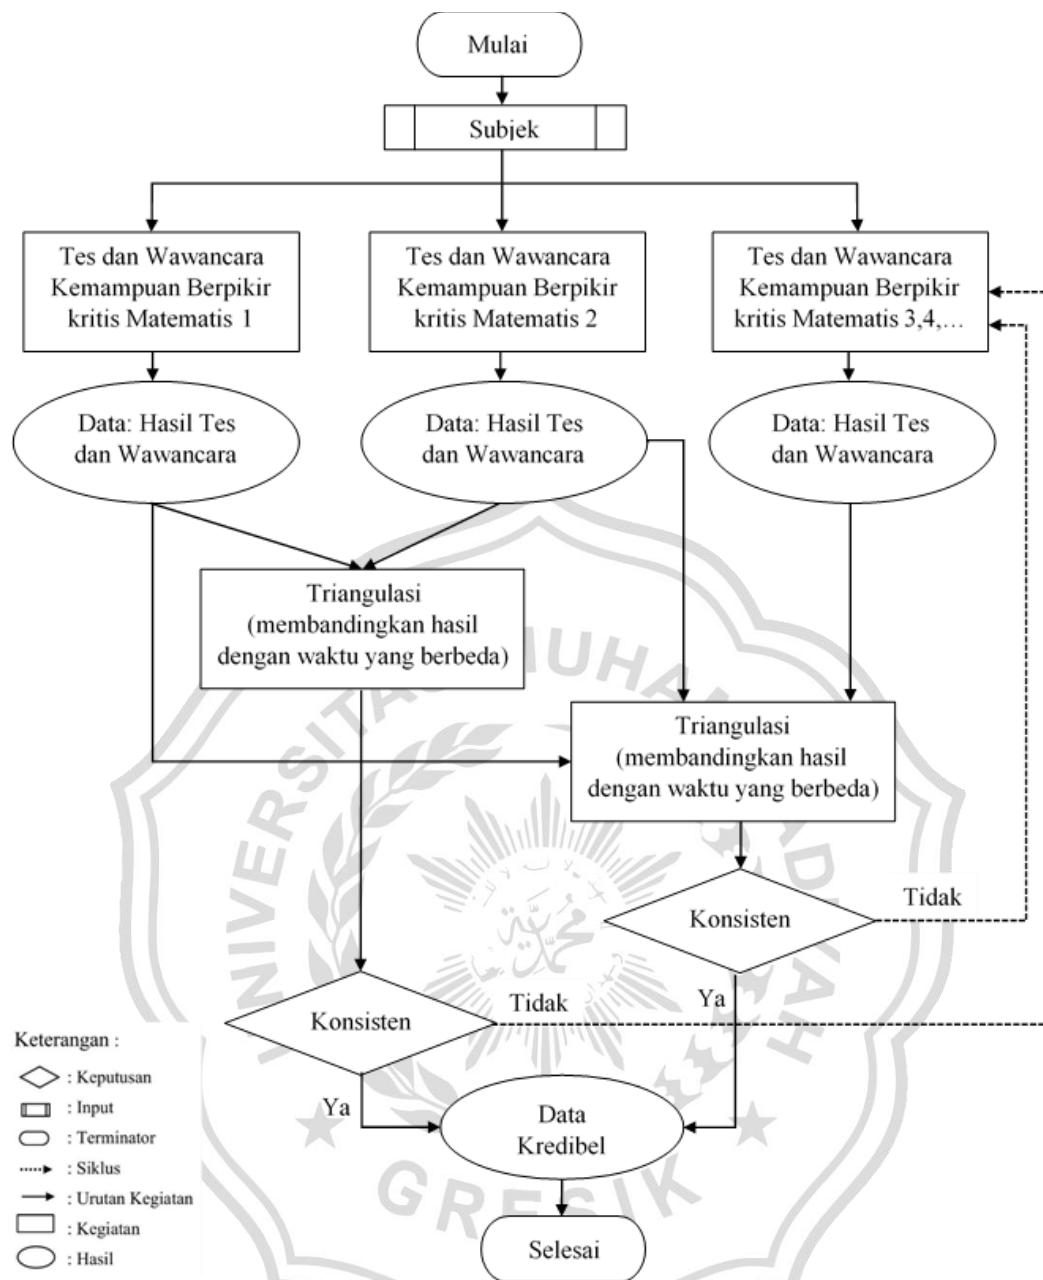 Mulai
Subjek
Tes dan Wawancara
Kemampuan Berpikir
kritis Matematis 1
Tes dan Wawancara
Kemampuan Berpikir
kritis Matematis 2
Tes dan Wawancara
Kemampuan Berpikir
kritis Matematis 3,4,…
Data: Hasil Tes
dan Wawancara
Data: Hasil Tes
dan Wawancara
Data: Hasil Tes
dan Wawancara
Triangulasi
(membandingkan hasil
dengan waktu yang berbeda)
Triangulasi
(membandingkan hasil
dengan waktu yang berbeda)
Konsisten
Tidak
Ya
Konsisten
Tidak
Ya
Data
Kredibel
Selesai
Keterangan :
: Keputusan
: Input
: Terminator
: Siklus
: Urutan Kegiatan
: Kegiatan
: Hasil
GRESIK